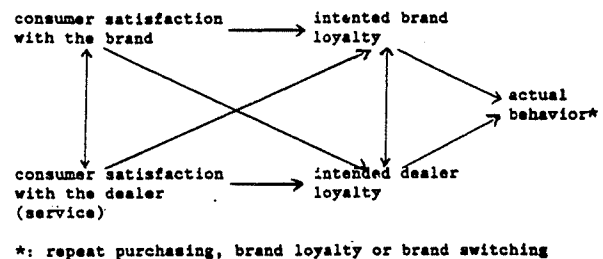 consumer satisfaction
with the brand
intented brand
loyalty
actual
behavior*
consumer satisfaction
with the dealer
(service)
intended dealer
loyalty
*: repeat purchasing, brand loyalty or brand switching